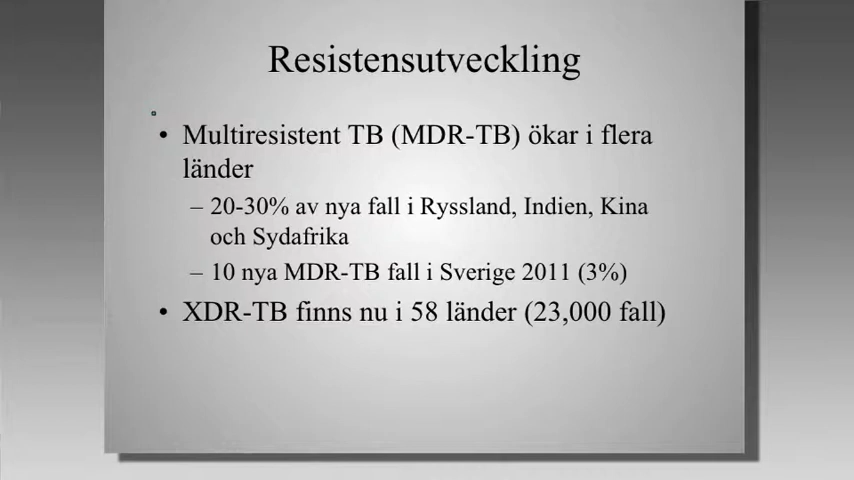 Resistensutveckling
• Multiresistent TB (MDR-TB) ökar i flera
länder
– 20-30% av nya fall i Ryssland, Indien, Kina
och Sydafrika
– 10 nya MDR-TB fall i Sverige 2011 (3%)
• XDR-TB finns nu i 58 länder (23,000 fall)